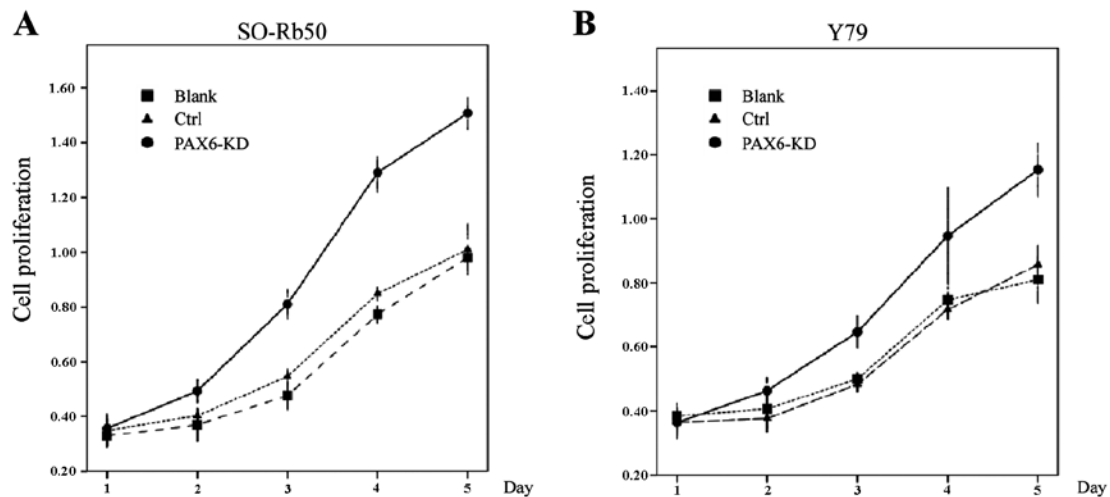 A
SO-Rb50
Cell proliferation
1.60
1.40
1.20
1.00
0.80
0.60
0.40
0.20
Blank
Ctrl
PAX6-KD
1 2 3 4 5 Day
B
Y79
Cell proliferation
1.40
1.20
1.00
0.80
0.60
0.40
0.20
Blank
Ctrl
PAX6-KD
1 2 3 4 5 Day